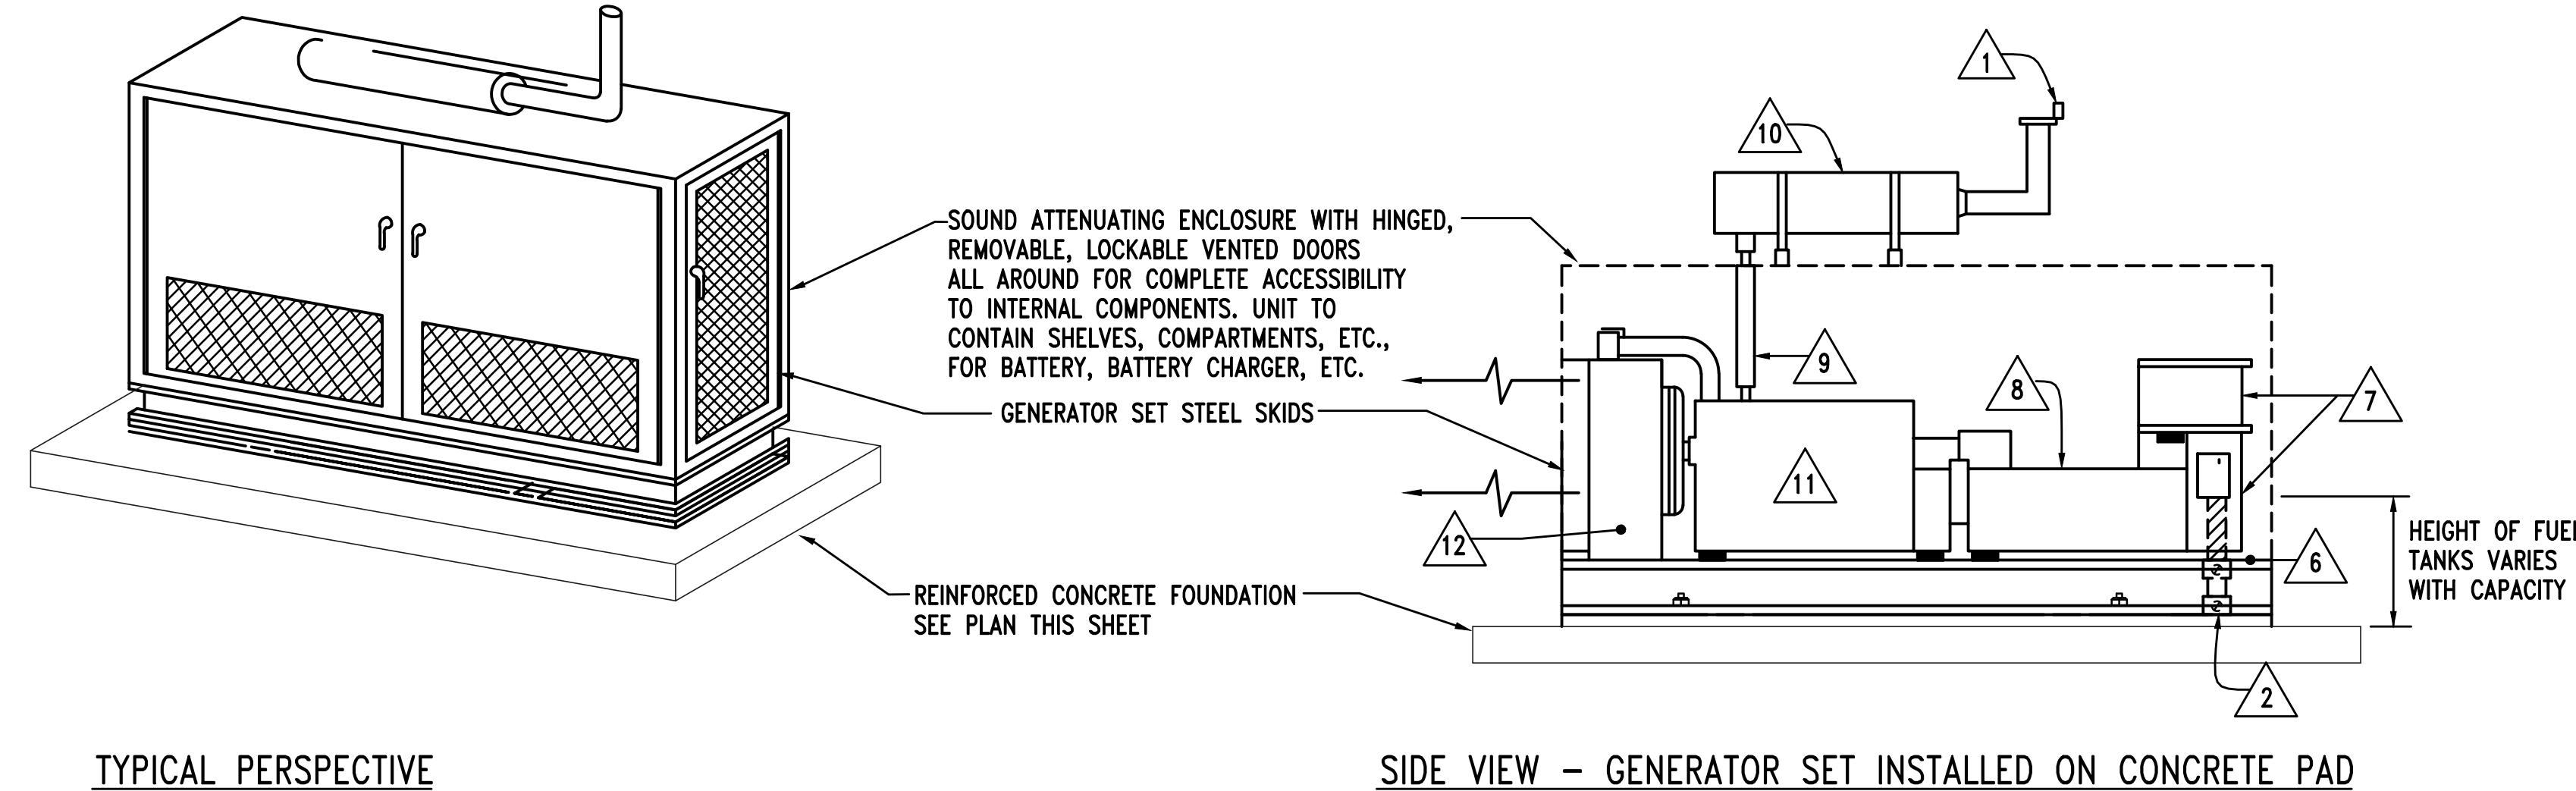 1
10
SOUND ATTENUATING ENCLOSURE WITH HINGED,
REMOVABLE, LOCKABLE VENTED DOORS
ALL AROUND FOR COMPLETE ACCESSIBILITY
TO INTERNAL COMPONENTS. UNIT TO
CONTAIN SHELVES, COMPARTMENTS, ETC.,
FOR BATTERY, BATTERY CHARGER, ETC.
9
8
7
GENERATOR SET STEEL SKIDS
11
12
HEIGHT OF FUEL
TANKS VARIES
WITH CAPACITY
6
REINFORCED CONCRETE FOUNDATION
SEE PLAN THIS SHEET
2
TYPICAL PERSPECTIVE
SIDE VIEW – GENERATOR SET INSTALLED ON CONCRETE PAD